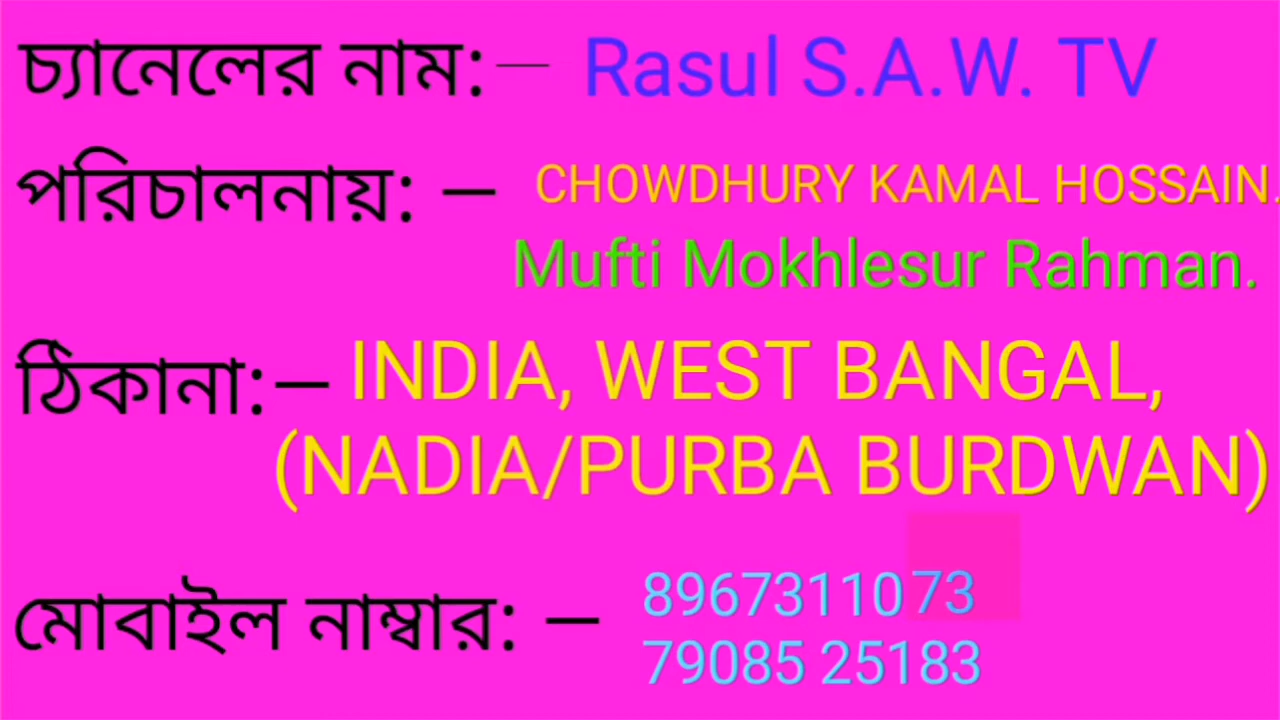 চ্যানেলের নাম:— Rasul S.A.W. TV
পরিচালনায়: — CHOWDHURY KAMAL HOSSAIN.
Mufti Mokhlesur Rahman.
ঠিকানা:— INDIA, WEST BANGAL,
(NADIA/PURBA BURDWAN)
মোবাইল নাম্বার: —8967311073
79085 25183